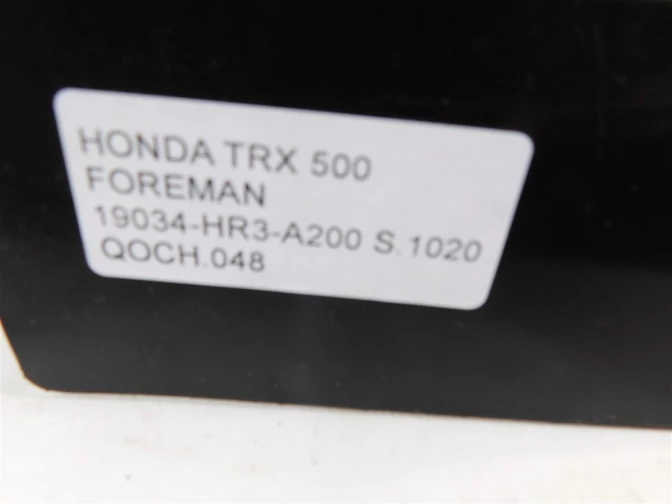 HONDA TRX 500
FOREMAN
19034-HR3-A200 S.1020
QOCH.048